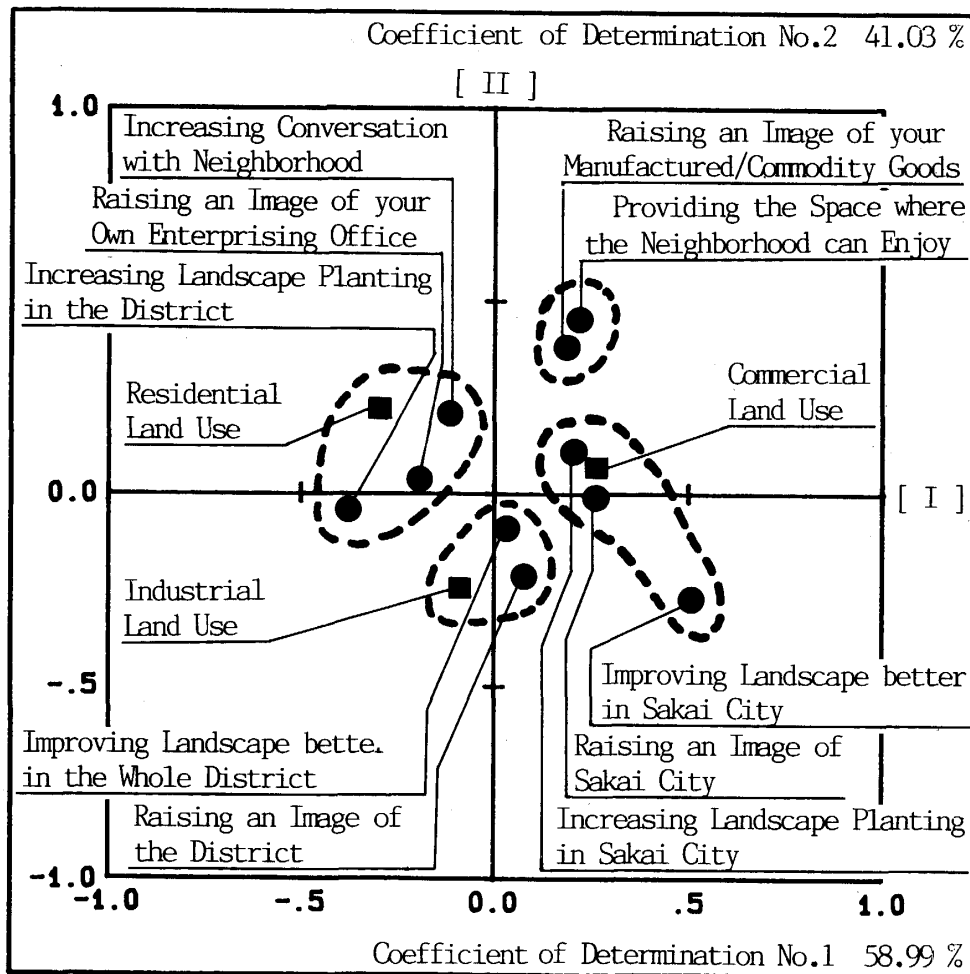 Coefficient of Determination No.2 41.03 %
[ II ]
1.0
Increasing Conversation
with Neighborhood
Raising an Image of your
Manufactured/Commodity Goods
Raising an Image of your
Own Enterprising Office
Providing the Space where
the Neighborhood can Enjoy
Increasing Landscape Planting
in the District
Residential
Land Use
Commercial
Land Use
0.0
[ I ]
Industrial
Land Use
-.5
Improving Landscape better
in Sakai City
Improving Landscape bette.
in the Whole District
Raising an Image of
Sakai City
Raising an Image of
the District
Increasing Landscape Planting
in Sakai City
-1.0
-1.0 -.5 0.0 .5 1.0
Coefficient of Determination No.1 58.99 %